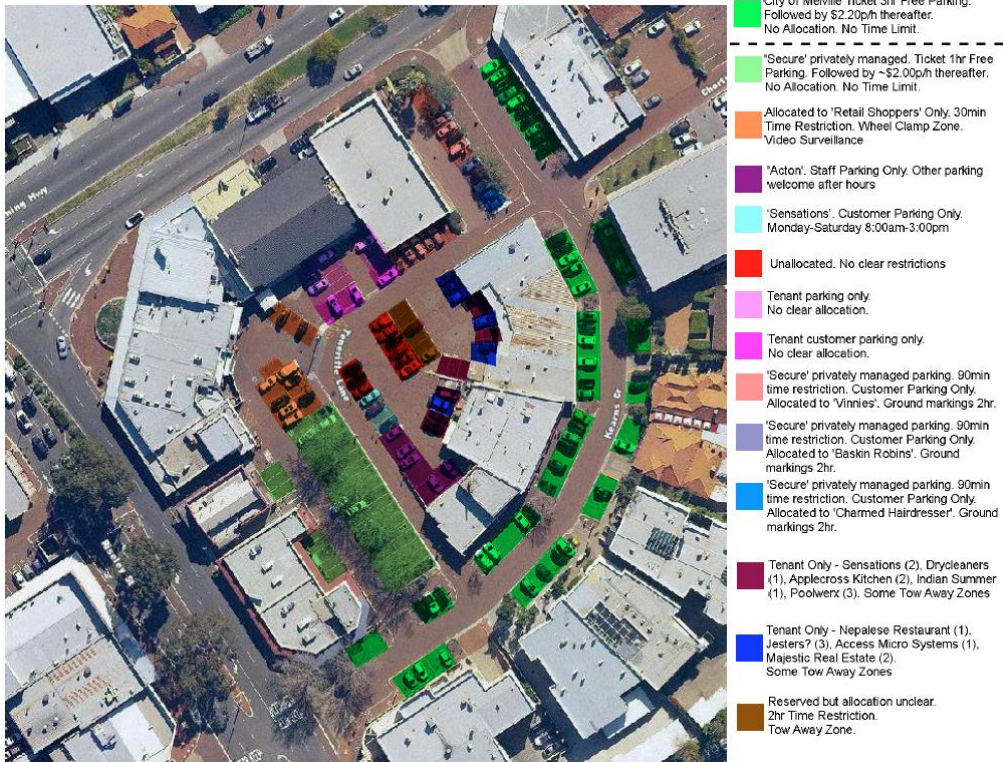 City of Melville Ticket 3hr Free Parking.
Followed by $2.20p/h thereafter.
No Allocation. No Time Limit.
'Secure' privately managed. Ticket 1hr Free
Parking. Followed by ~$2.00p/h thereafter.
No Allocation. No Time Limit.
Allocated to 'Retail Shoppers' Only. 30min
Time Restriction. Wheel Clamp Zone.
Video Surveillance
'Acton'. Staff Parking Only. Other parking
welcome after hours
'Sensations'. Customer Parking Only.
Monday-Saturday 8:00am-3:00pm
Unallocated. No clear restrictions
Tenant parking only.
No clear allocation.
Tenant customer parking only.
No clear allocation.
'Secure' privately managed parking. 90min
time restriction. Customer Parking Only.
Allocated to 'Vinnies'. Ground markings 2hr.
'Secure' privately managed parking. 90min
time restriction. Customer Parking Only.
Allocated to 'Baskin Robins'. Ground
markings 2hr.
'Secure' privately managed parking. 90min
time restriction. Customer Parking Only.
Allocated to 'Charmed Hairdresser'. Ground
markings 2hr.
Tenant Only - Sensations (2), Drycleaners
(1), Applecross Kitchen (2), Indian Summer
(1), Poolwerx (3). Some Tow Away Zones
Tenant Only - Nepalese Restaurant (1),
Jesters? (3), Access Micro Systems (1),
Majestic Real Estate (2).
Some Tow Away Zones
Reserved but allocation unclear.
2hr Time Restriction.
Tow Away Zone.
ning Hwy
Kearns Cr